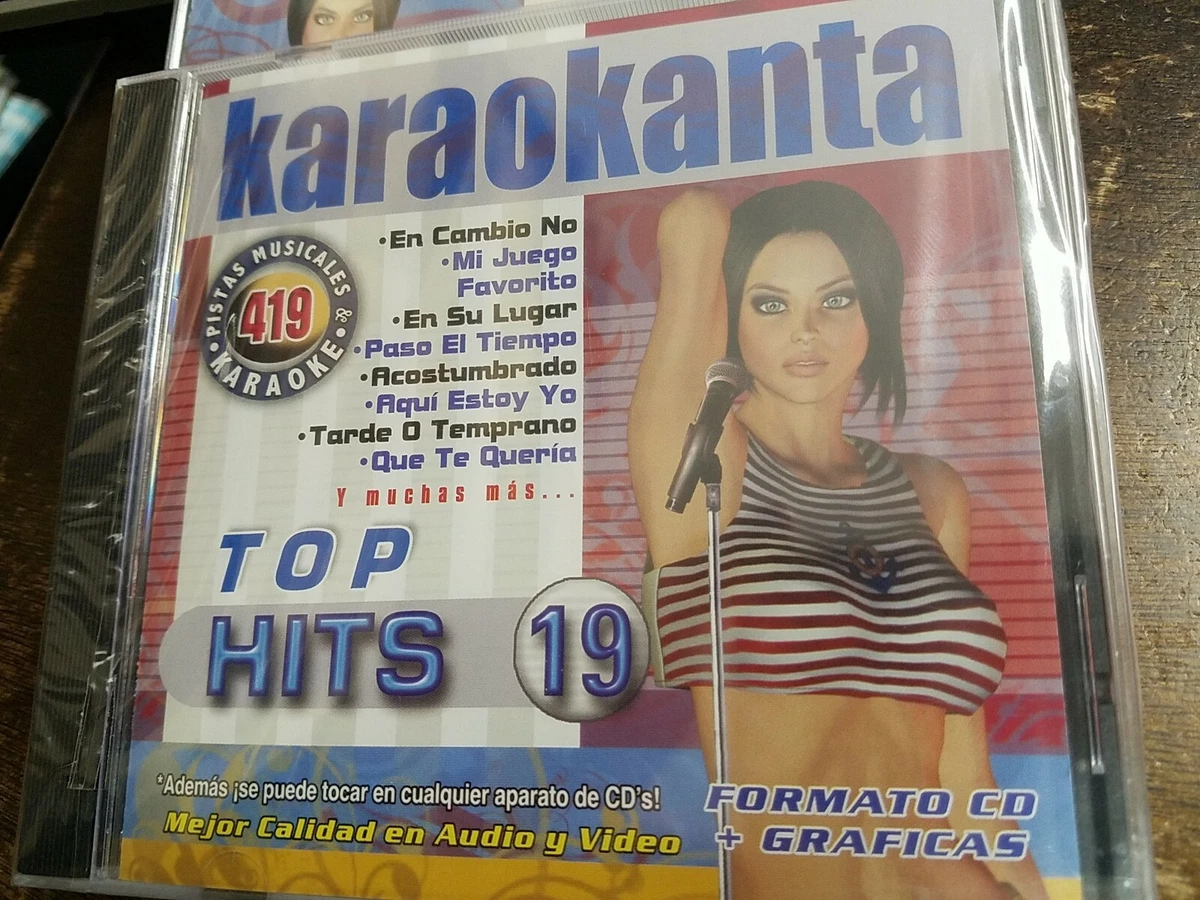 karaokanta
PISTAS MUSICALES &
419
KARAOKE
•En Cambio No
•Mi Juego
Favorito
•En Su Lugar
•Paso El Tiempo
•Acostumbrado
•Aquí Estoy Yo
•Tarde O Temprano
•Que Te Quería
Y muchas más...
TOP
HITS 19
*Además ¡se puede tocar en cualquier aparato de CD's!
Mejor Calidad en Audio y Video
FORMATO CD
+ GRAFICAS